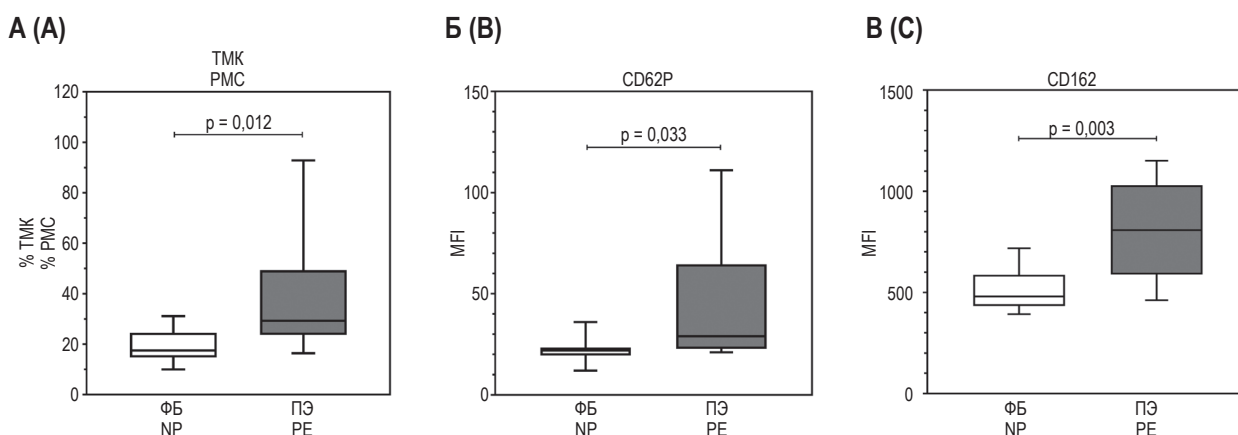 А (A)
ТМК
PMC
120
100
80
60
40
20
0
% ТМК
% PMC
p = 0,012
ФБ
NP
ПЭ
PE
Б (B)
CD62P
150
100
50
0
MFI
p = 0,033
ФБ
NP
ПЭ
PE
В (C)
CD162
1500
1000
500
0
MFI
p = 0,003
ФБ
NP
ПЭ
PE